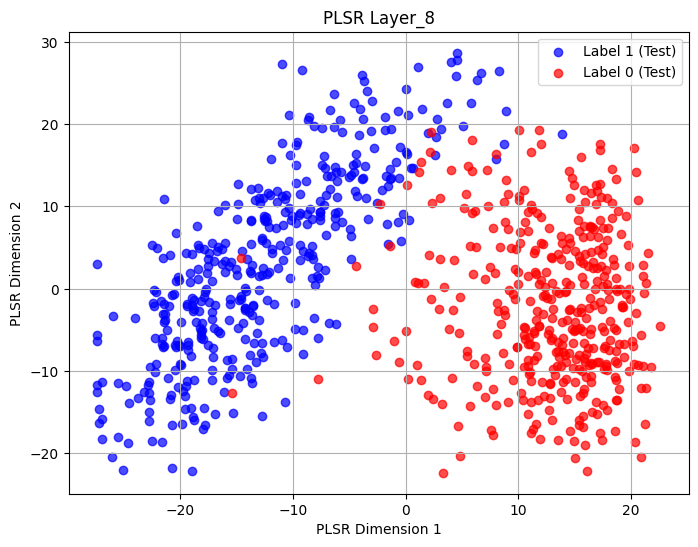 PLSR Layer_8
Label 1 (Test)
Label 0 (Test)
30
20
10
0
−10
−20
PLSR Dimension 2
−20
−10
0
10
20
PLSR Dimension 1